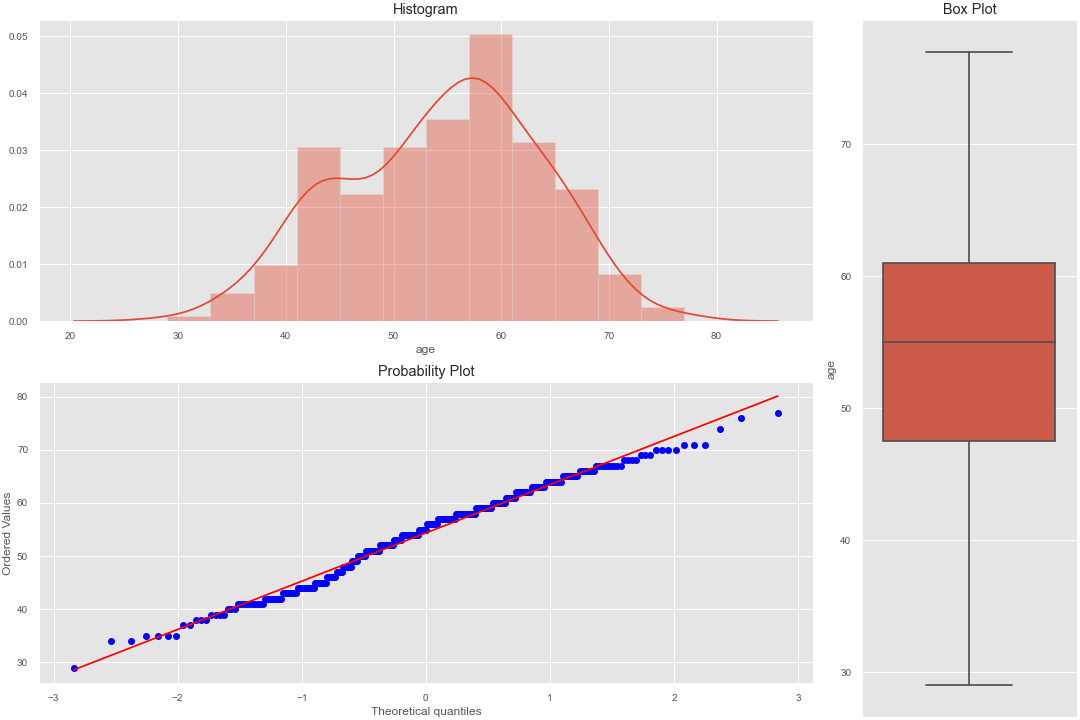 Histogram
0.05
0.04
0.03
0.02
0.01
0.00
20 30 40 50 60 70 80
age
Probability Plot
80
70
60
50
40
30
Ordered Values
−3 −2 −1 0 1 2 3
Theoretical quantiles
Box Plot
70
60
50
40
30
age